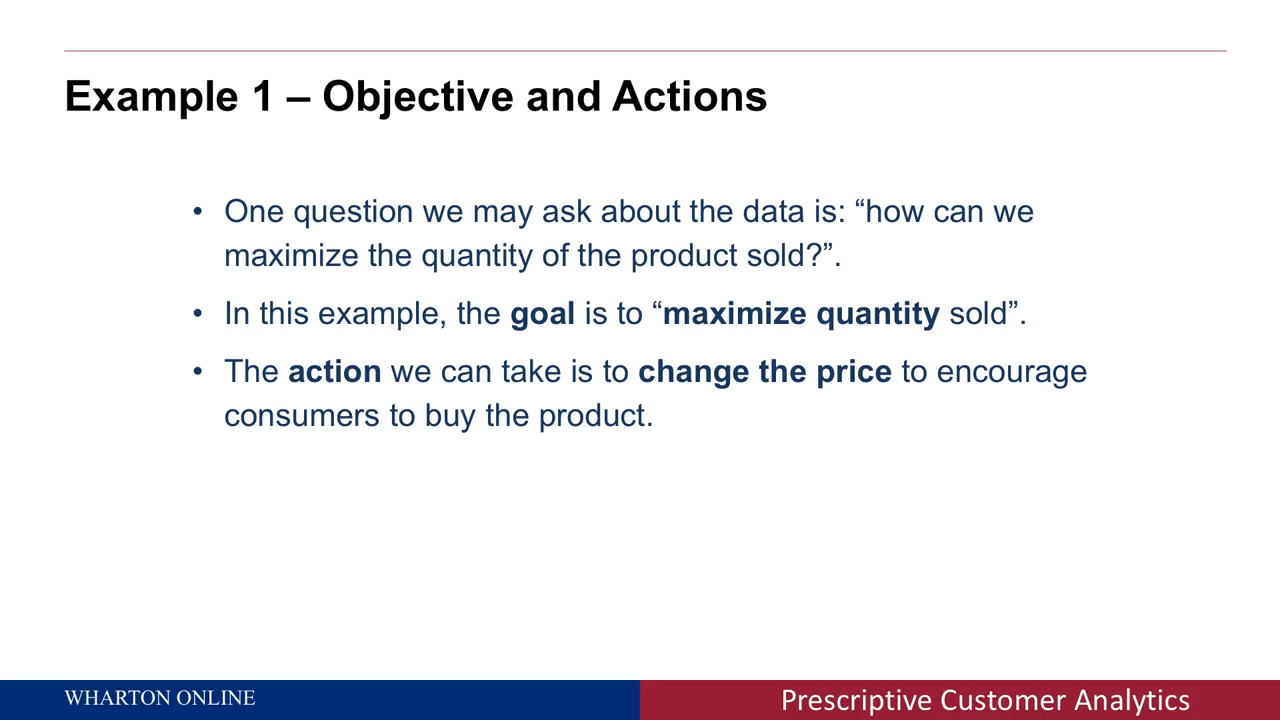 Example 1 – Objective and Actions
• One question we may ask about the data is: “how can we
maximize the quantity of the product sold?”.
• In this example, the goal is to “maximize quantity sold”.
• The action we can take is to change the price to encourage
consumers to buy the product.
WHARTON ONLINE
Prescriptive Customer Analytics